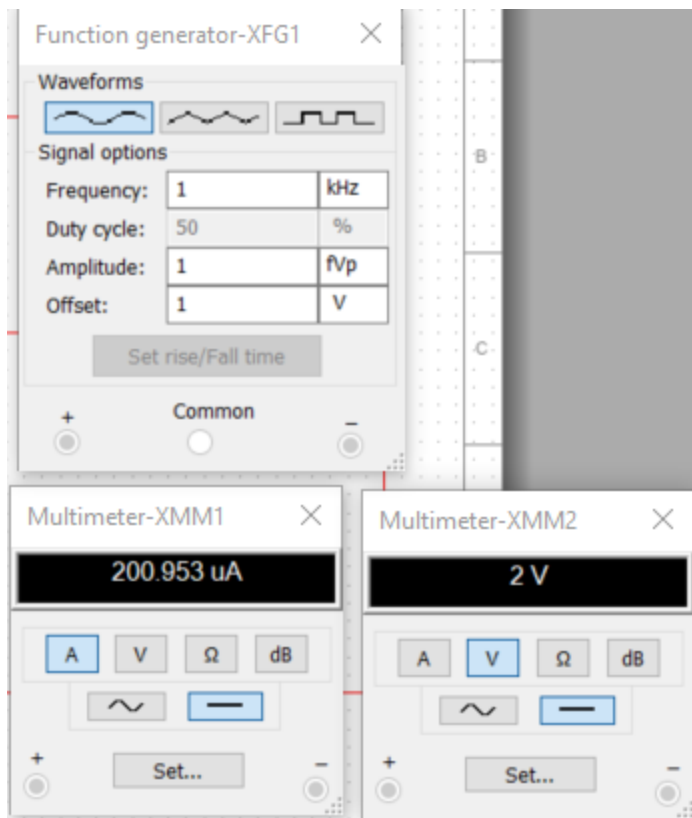 Function generator-XFG1
Waveforms
Signal options
Frequency: 1 kHz
Duty cycle: 50 %
Amplitude: 1 fVp
Offset: 1 V
Set rise/Fall time
+ Common −
B
C
Multimeter-XMM1
200.953 uA
A V Ω dB
+ Set... −
Multimeter-XMM2
2 V
A V Ω dB
+ Set... −